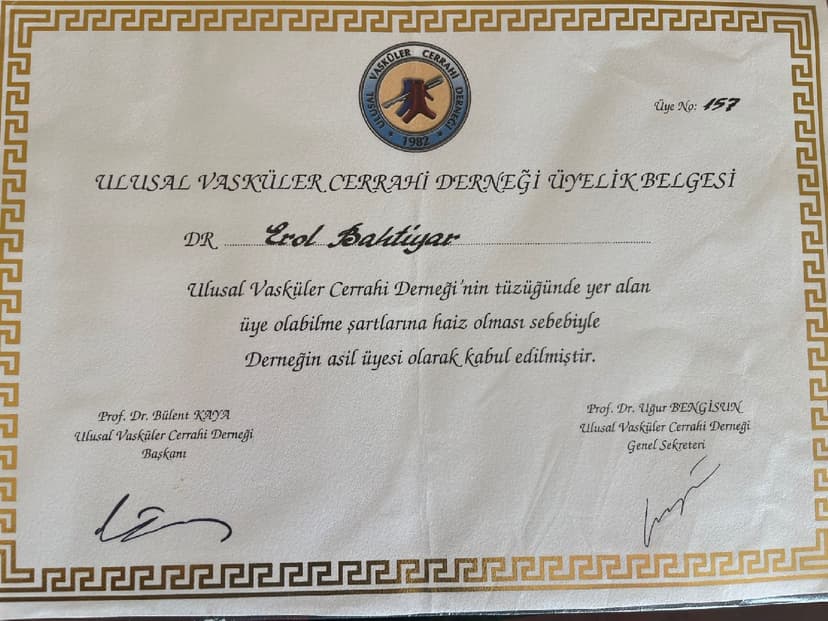 ULUSAL VASKÜLER CERRAHİ DERNEĞİ
1982
Üye No: 157
ULUSAL VASKÜLER CERRAHİ DERNEĞİ ÜYELİK BELGESİ
DR. Erol Bahtiyar
Ulusal Vasküler Cerrahi Derneği'nin tüzüğünde yer alan
üye olabilme şartlarına haiz olması sebebiyle
Derneğin asil üyesi olarak kabul edilmiştir.
Prof. Dr. Bülent KAYA
Ulusal Vasküler Cerrahi Derneği
Başkanı
Prof. Dr. Uğur BENGİSUN
Ulusal Vasküler Cerrahi Derneği
Genel Sekreteri